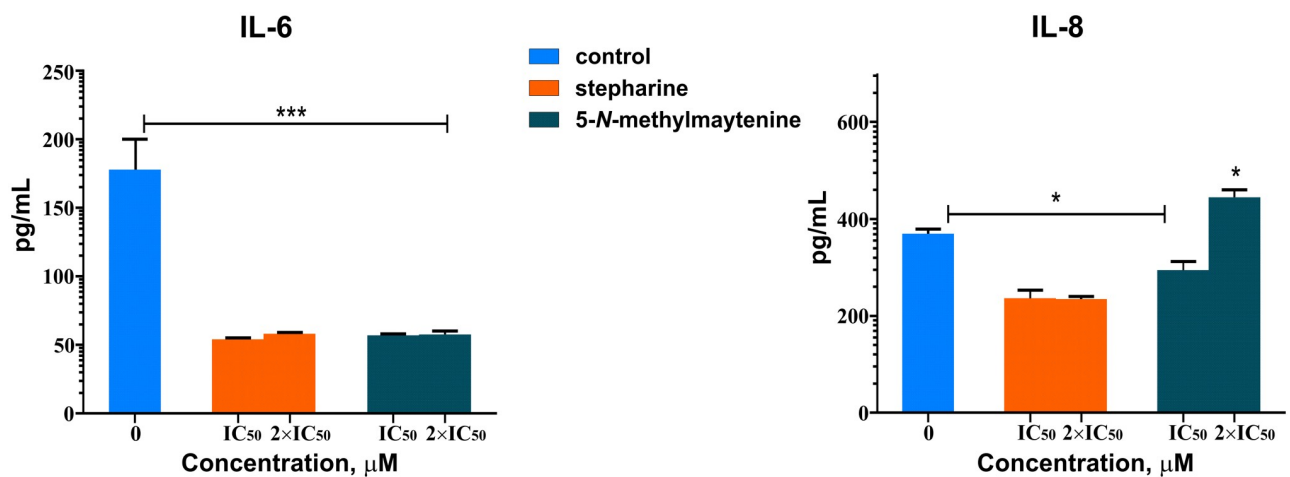 IL-6
250
200
150
100
50
0
pg/mL
***
0 IC₅₀ 2×IC₅₀ IC₅₀ 2×IC₅₀
Concentration, μM
control
stepharine
5-N-methylmaytenine
IL-8
600
400
200
0
pg/mL
*
*
0 IC₅₀ 2×IC₅₀ IC₅₀ 2×IC₅₀
Concentration, μM